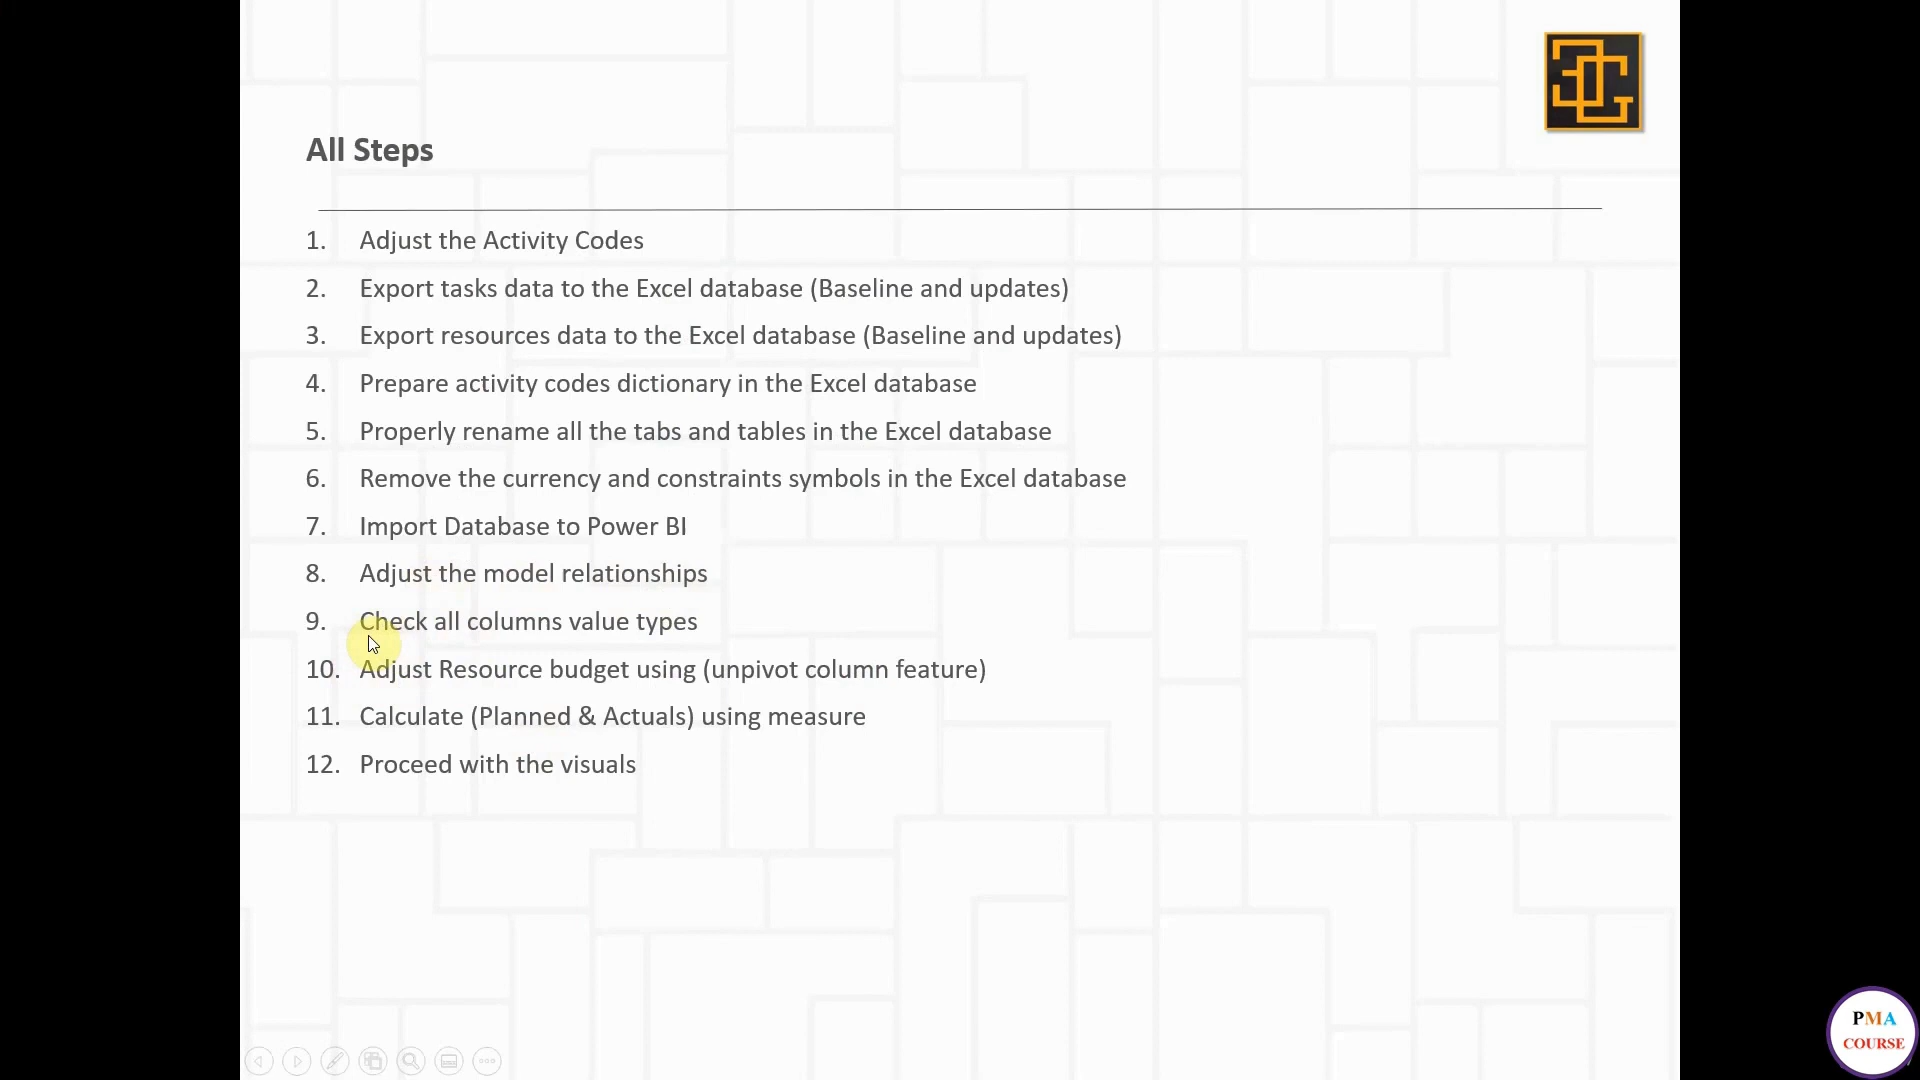 All Steps
1. Adjust the Activity Codes
2. Export tasks data to the Excel database (Baseline and updates)
3. Export resources data to the Excel database (Baseline and updates)
4. Prepare activity codes dictionary in the Excel database
5. Properly rename all the tabs and tables in the Excel database
6. Remove the currency and constraints symbols in the Excel database
7. Import Database to Power BI
8. Adjust the model relationships
9. Check all columns value types
10. Adjust Resource budget using (unpivot column feature)
11. Calculate (Planned & Actuals) using measure
12. Proceed with the visuals
PMA
COURSE